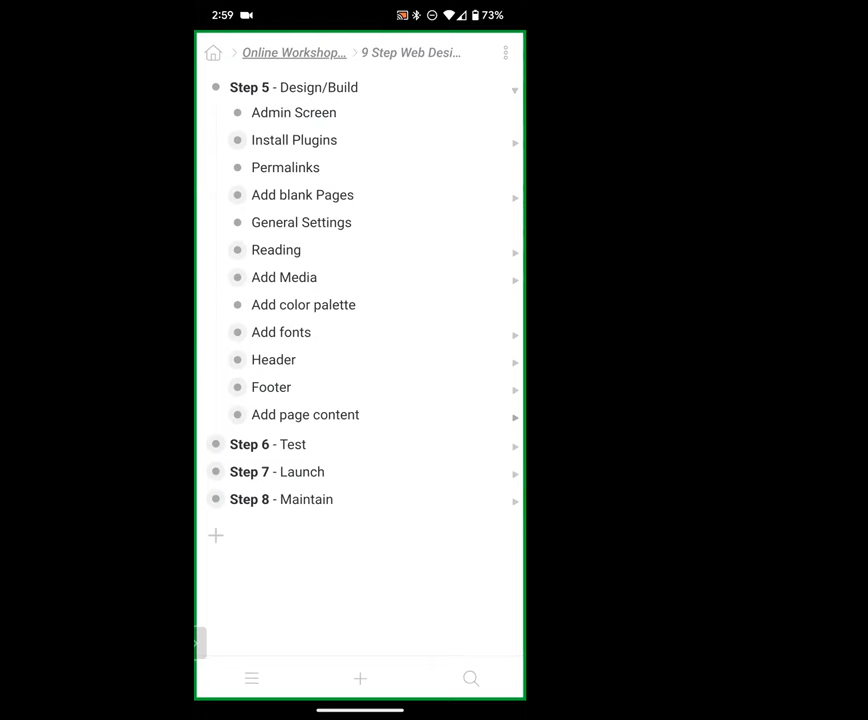 2:59
73%
Online Workshop...
9 Step Web Desi...
Step 5 - Design/Build
Admin Screen
Install Plugins
Permalinks
Add blank Pages
General Settings
Reading
Add Media
Add color palette
Add fonts
Header
Footer
Add page content
Step 6 - Test
Step 7 - Launch
Step 8 - Maintain